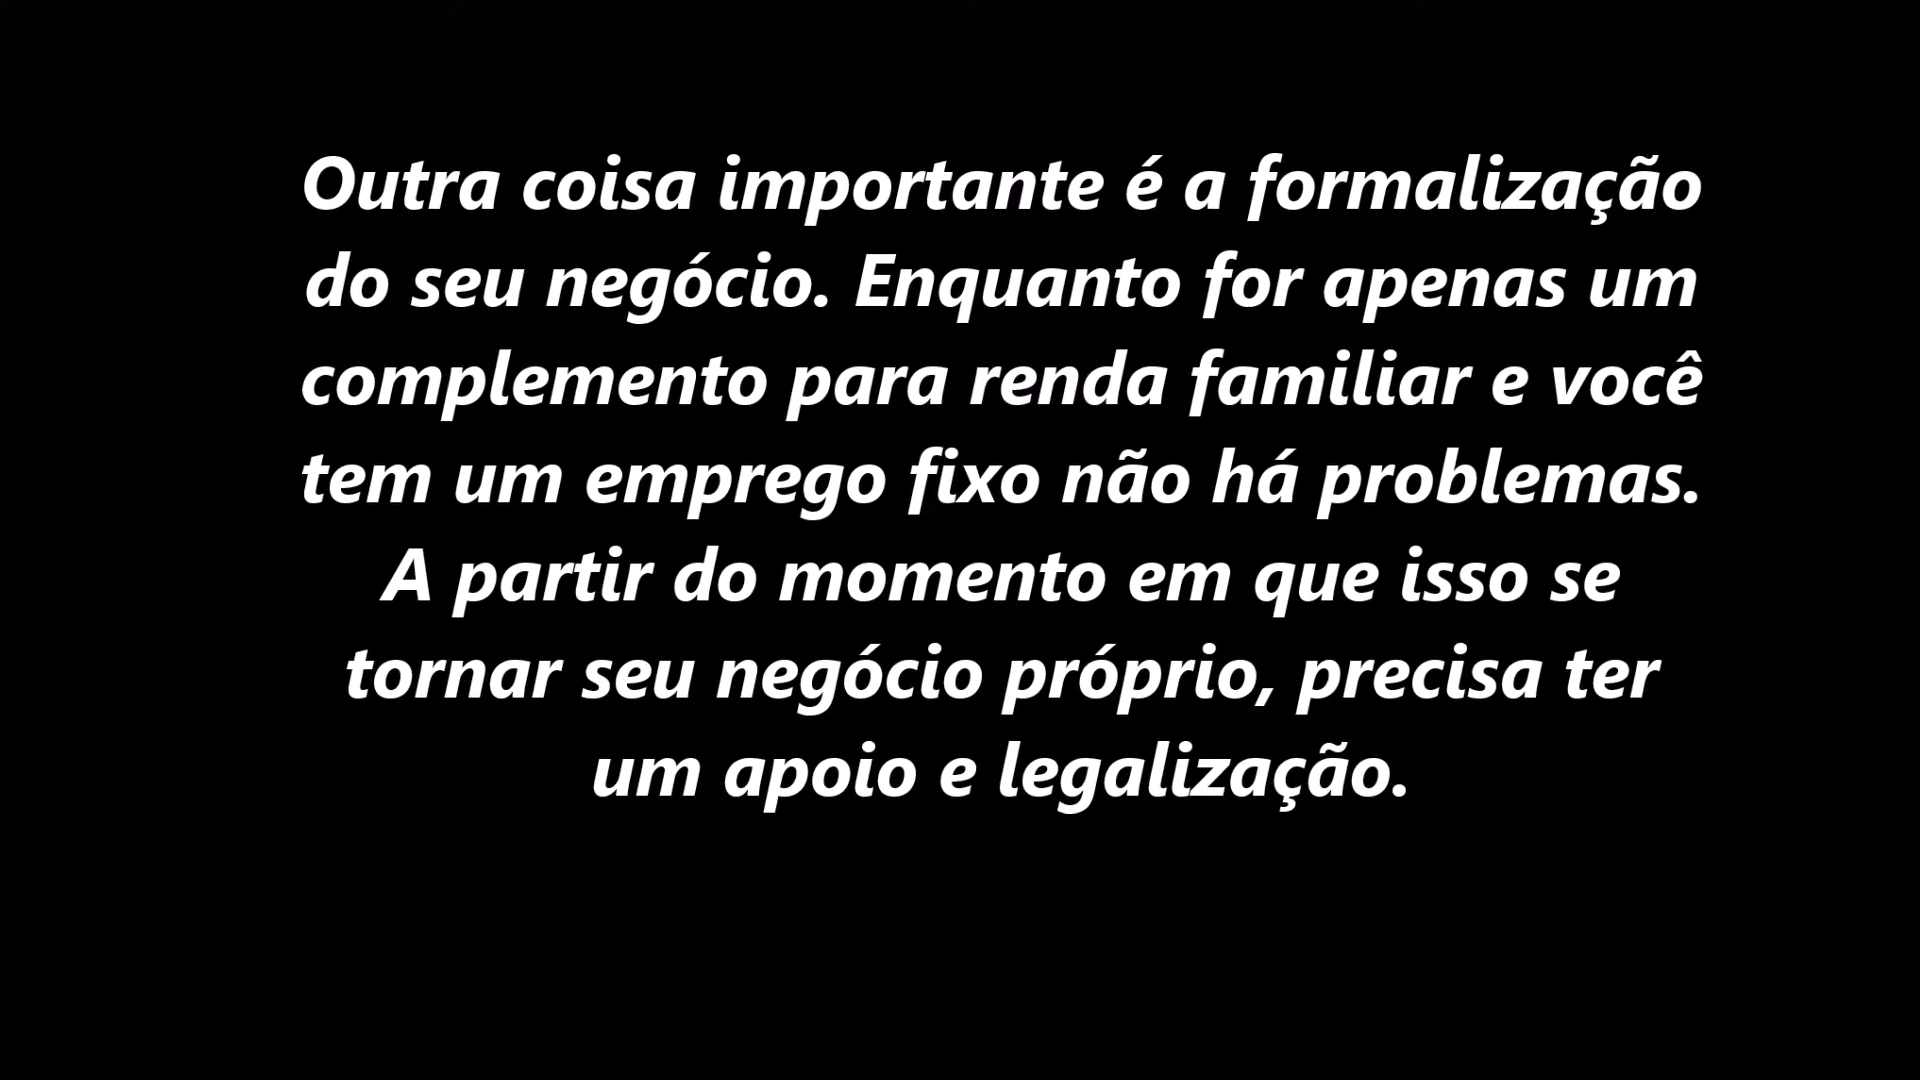 Outra coisa importante é a formalização
do seu negócio. Enquanto for apenas um
complemento para renda familiar e você
tem um emprego fixo não há problemas.
A partir do momento em que isso se
tornar seu negócio próprio, precisa ter
um apoio e legalização.